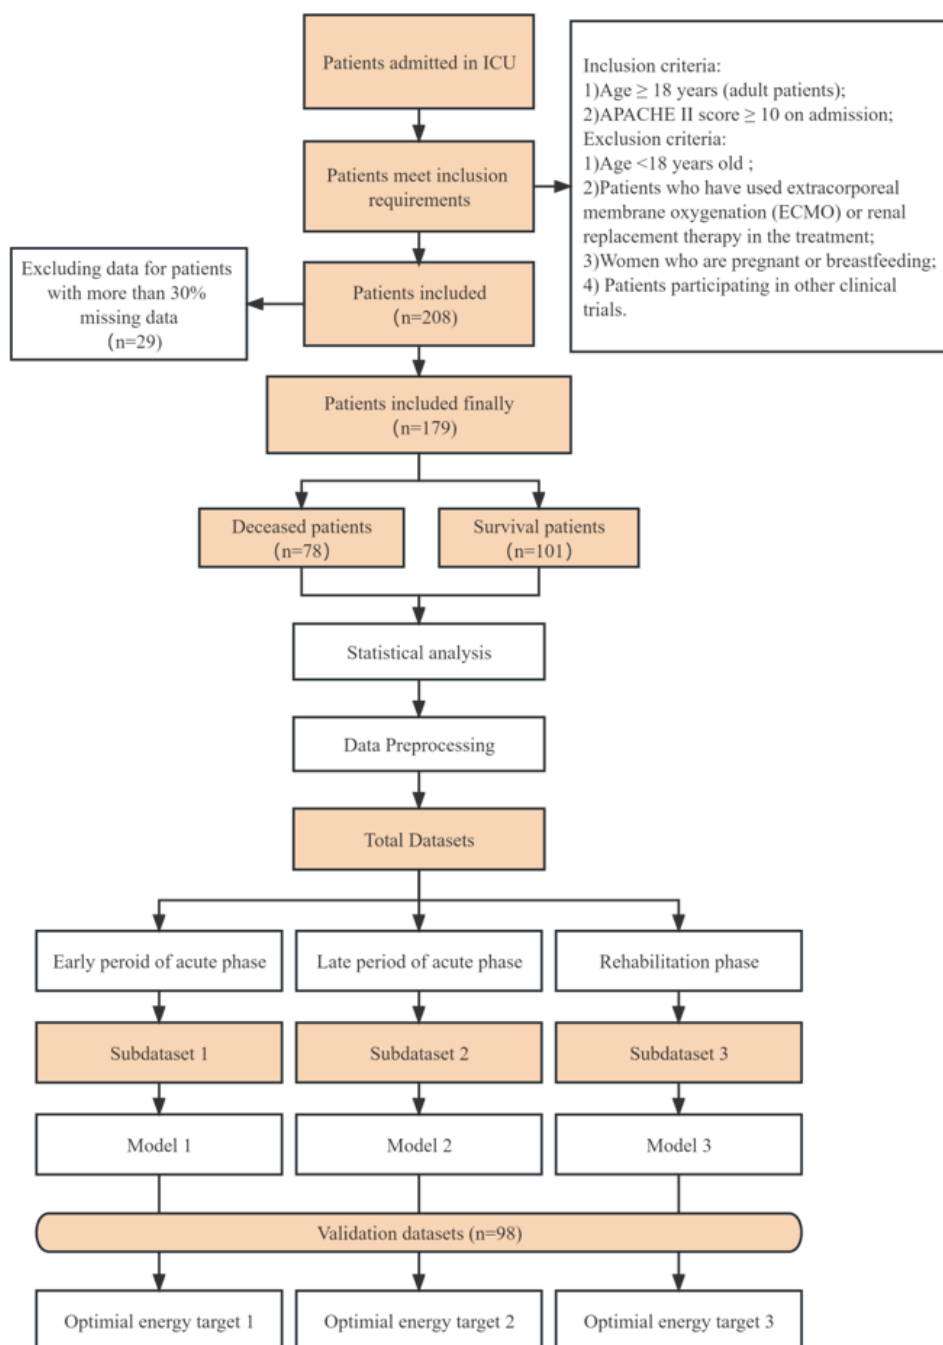 Patients admitted in ICU
Inclusion criteria:
1)Age ≥ 18 years (adult patients);
2)APACHE II score ≥ 10 on admission;
Exclusion criteria:
1)Age <18 years old ;
2)Patients who have used extracorporeal
membrane oxygenation (ECMO) or renal
replacement therapy in the treatment;
3)Women who are pregnant or breastfeeding;
4) Patients participating in other clinical
trials.
Patients meet inclusion
requirements
Excluding data for patients
with more than 30%
missing data
(n=29)
Patients included
(n=208)
Patients included finally
(n=179)
Deceased patients
(n=78)
Survival patients
(n=101)
Statistical analysis
Data Preprocessing
Total Datasets
Early peroid of acute phase
Late period of acute phase
Rehabilitation phase
Subdataset 1
Subdataset 2
Subdataset 3
Model 1
Model 2
Model 3
Validation datasets (n=98)
Optimial energy target 1
Optimial energy target 2
Optimial energy target 3